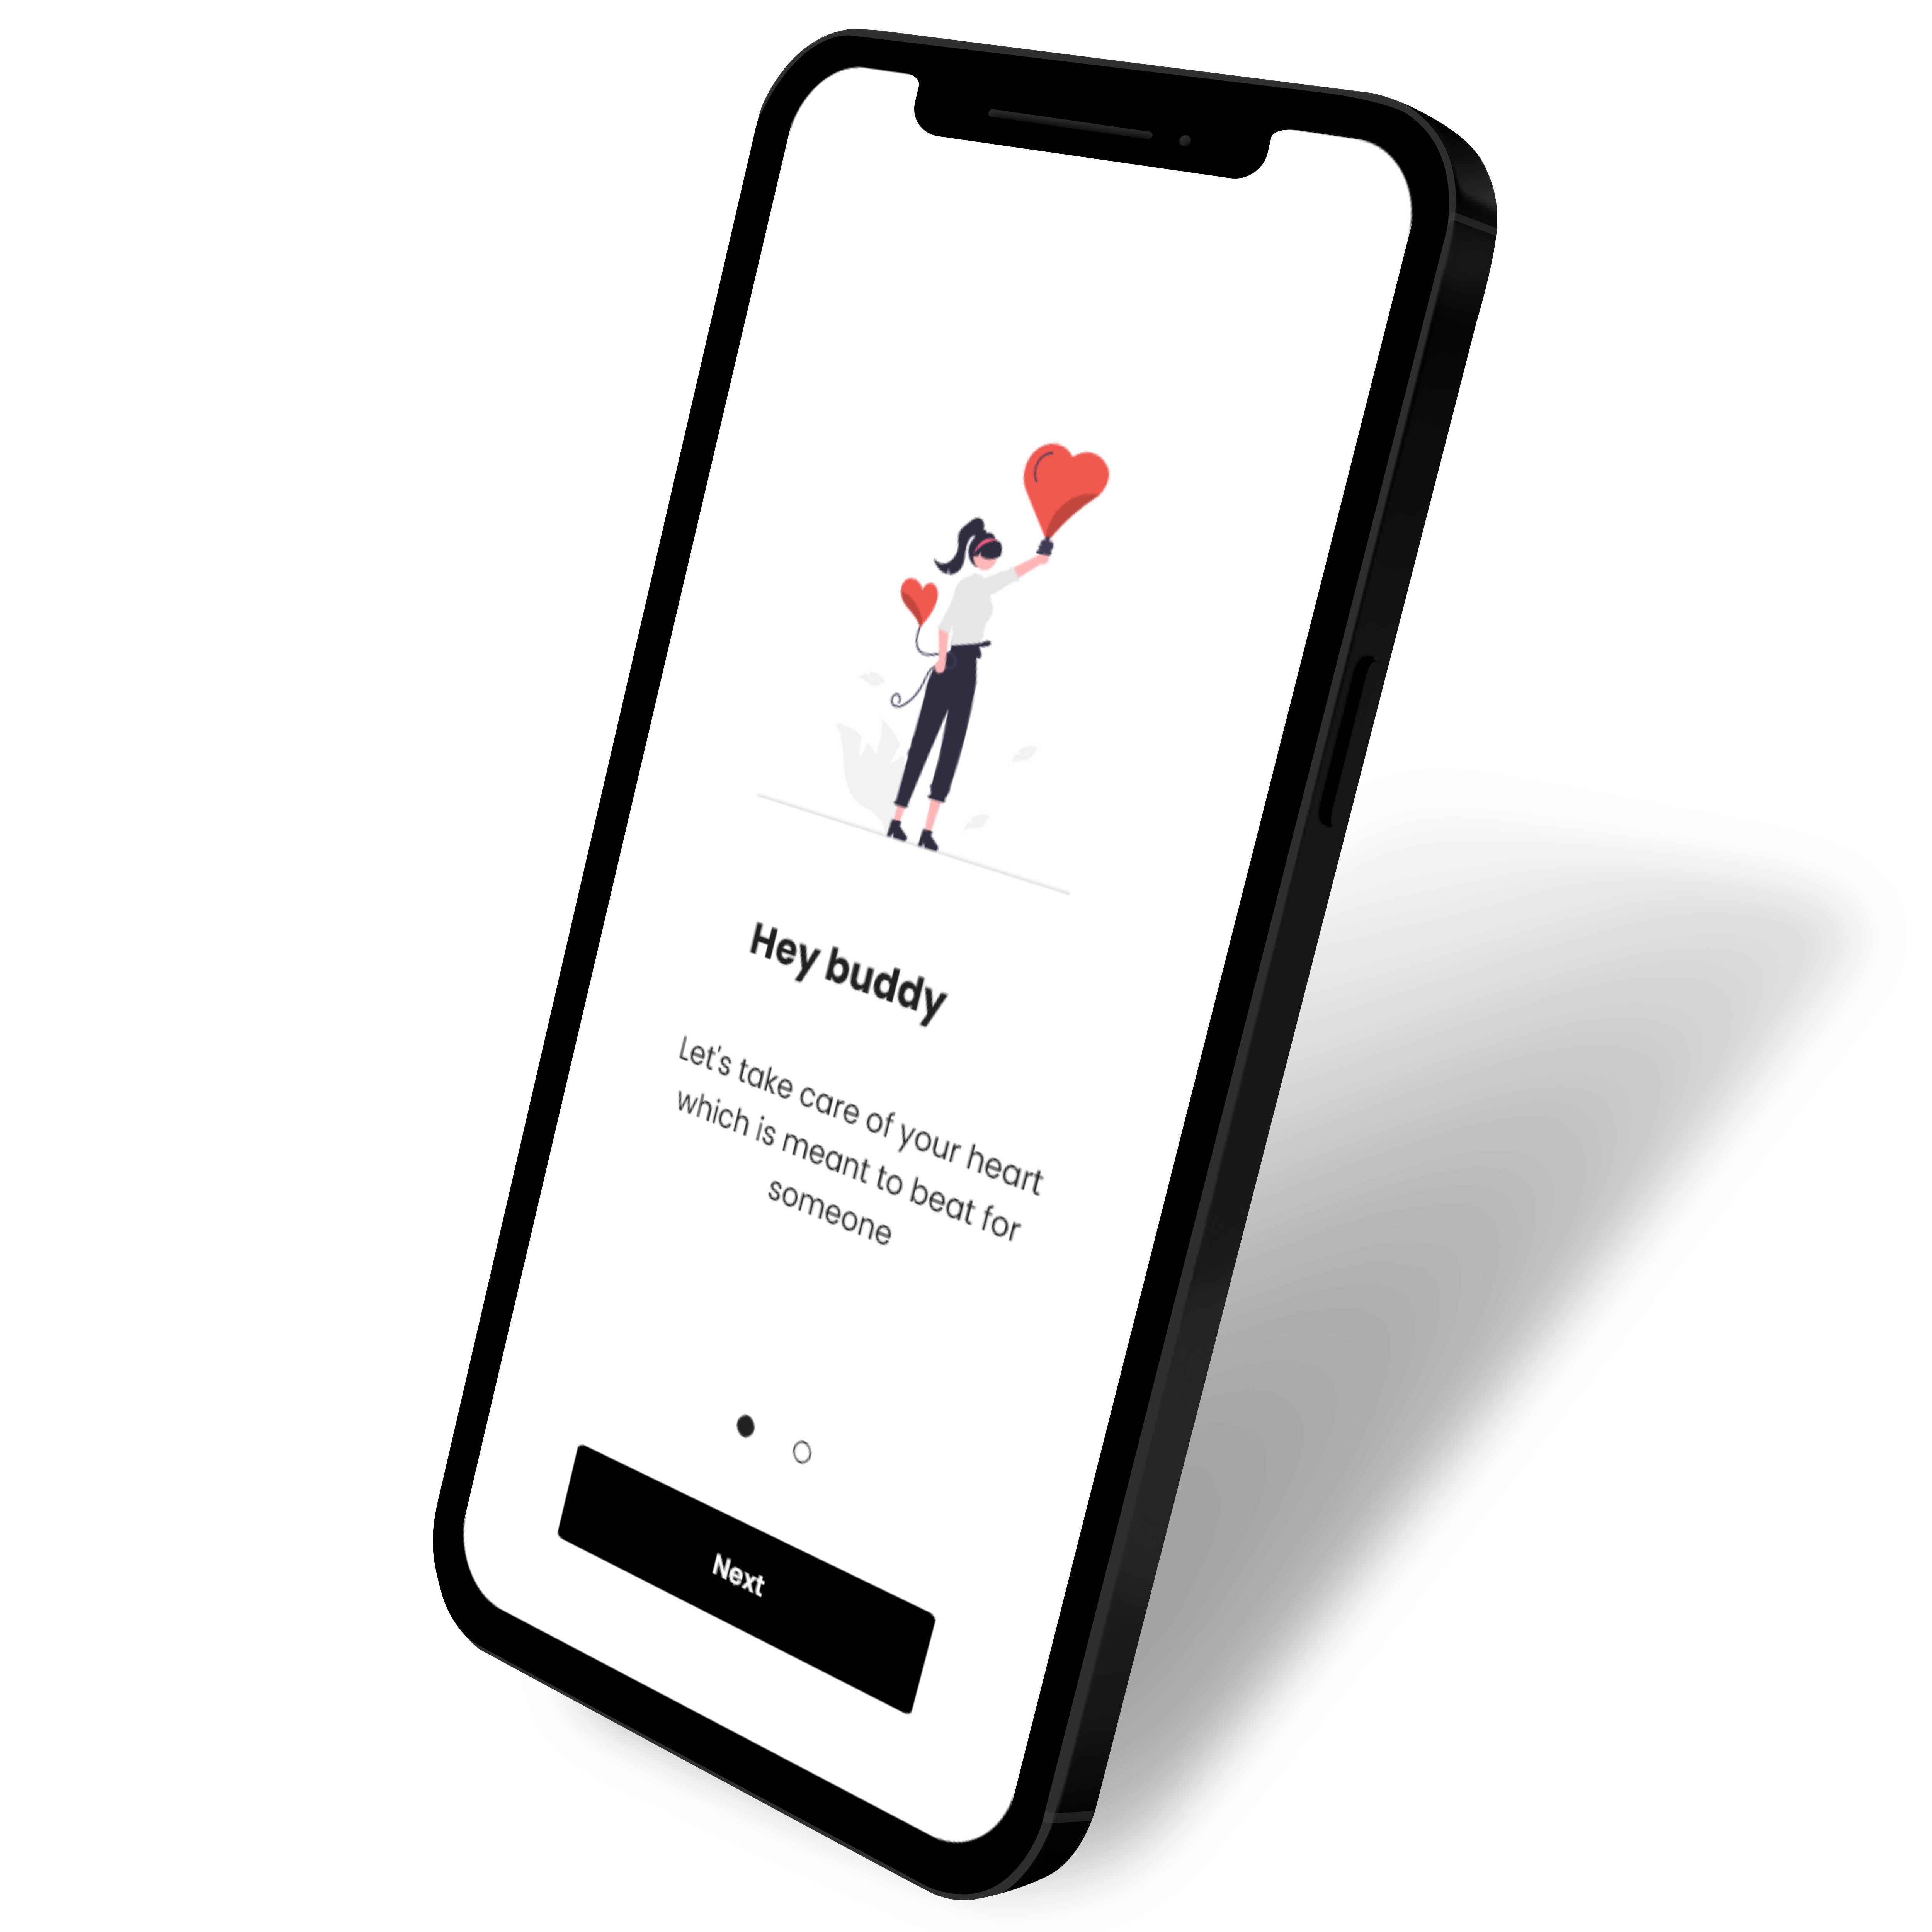 Hey buddy
Let's take care of your heart
which is meant to beat for
someone
Next